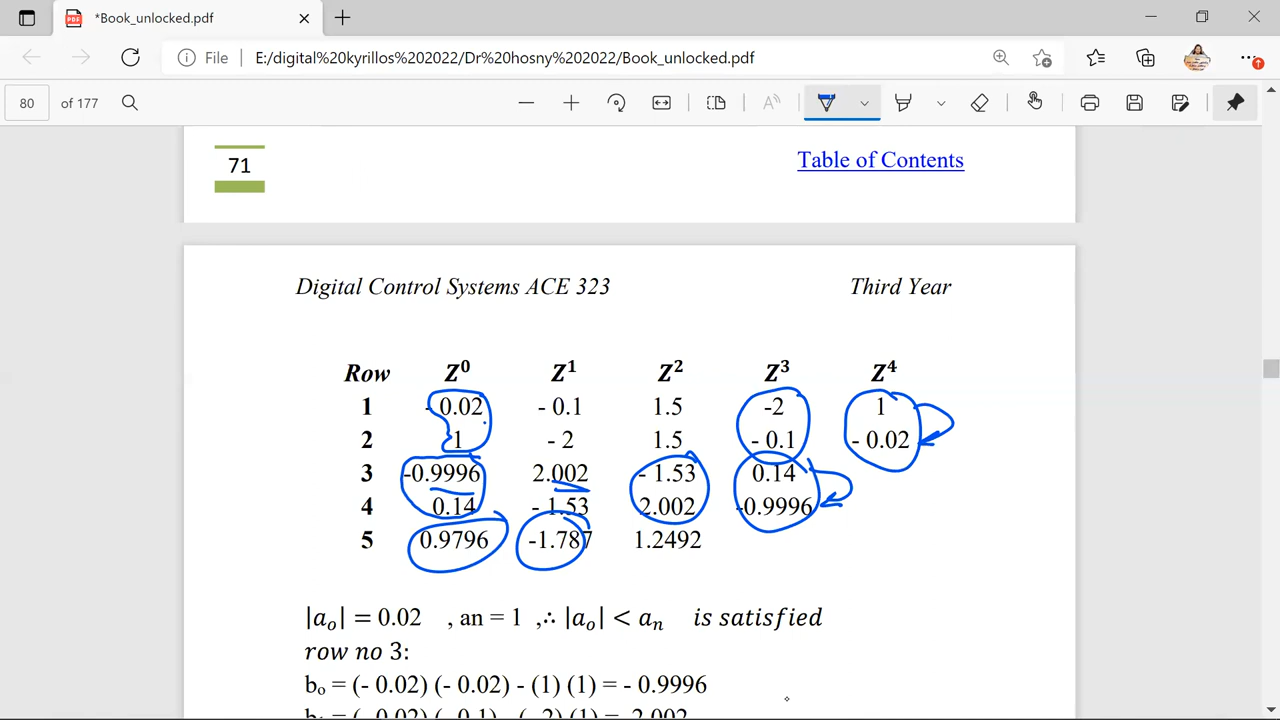 *Book_unlocked.pdf
File E:/digital%20kyrillos%202022/Dr%20hosny%202022/Book_unlocked.pdf
80 of 177
71
Table of Contents
Digital Control Systems ACE 323 Third Year
Row Z⁰ Z¹ Z² Z³ Z⁴
1 - 0.02 - 0.1 1.5 -2 1
2 1 - 2 1.5 - 0.1 - 0.02
3 -0.9996 2.002 - 1.53 0.14
4 0.14 - 1.53 2.002 -0.9996
5 0.9796 -1.787 1.2492
|aₒ| = 0.02 , an = 1 ,∴ |aₒ| < aₙ is satisfied
row no 3:
bₒ = (- 0.02) (- 0.02) - (1) (1) = - 0.9996